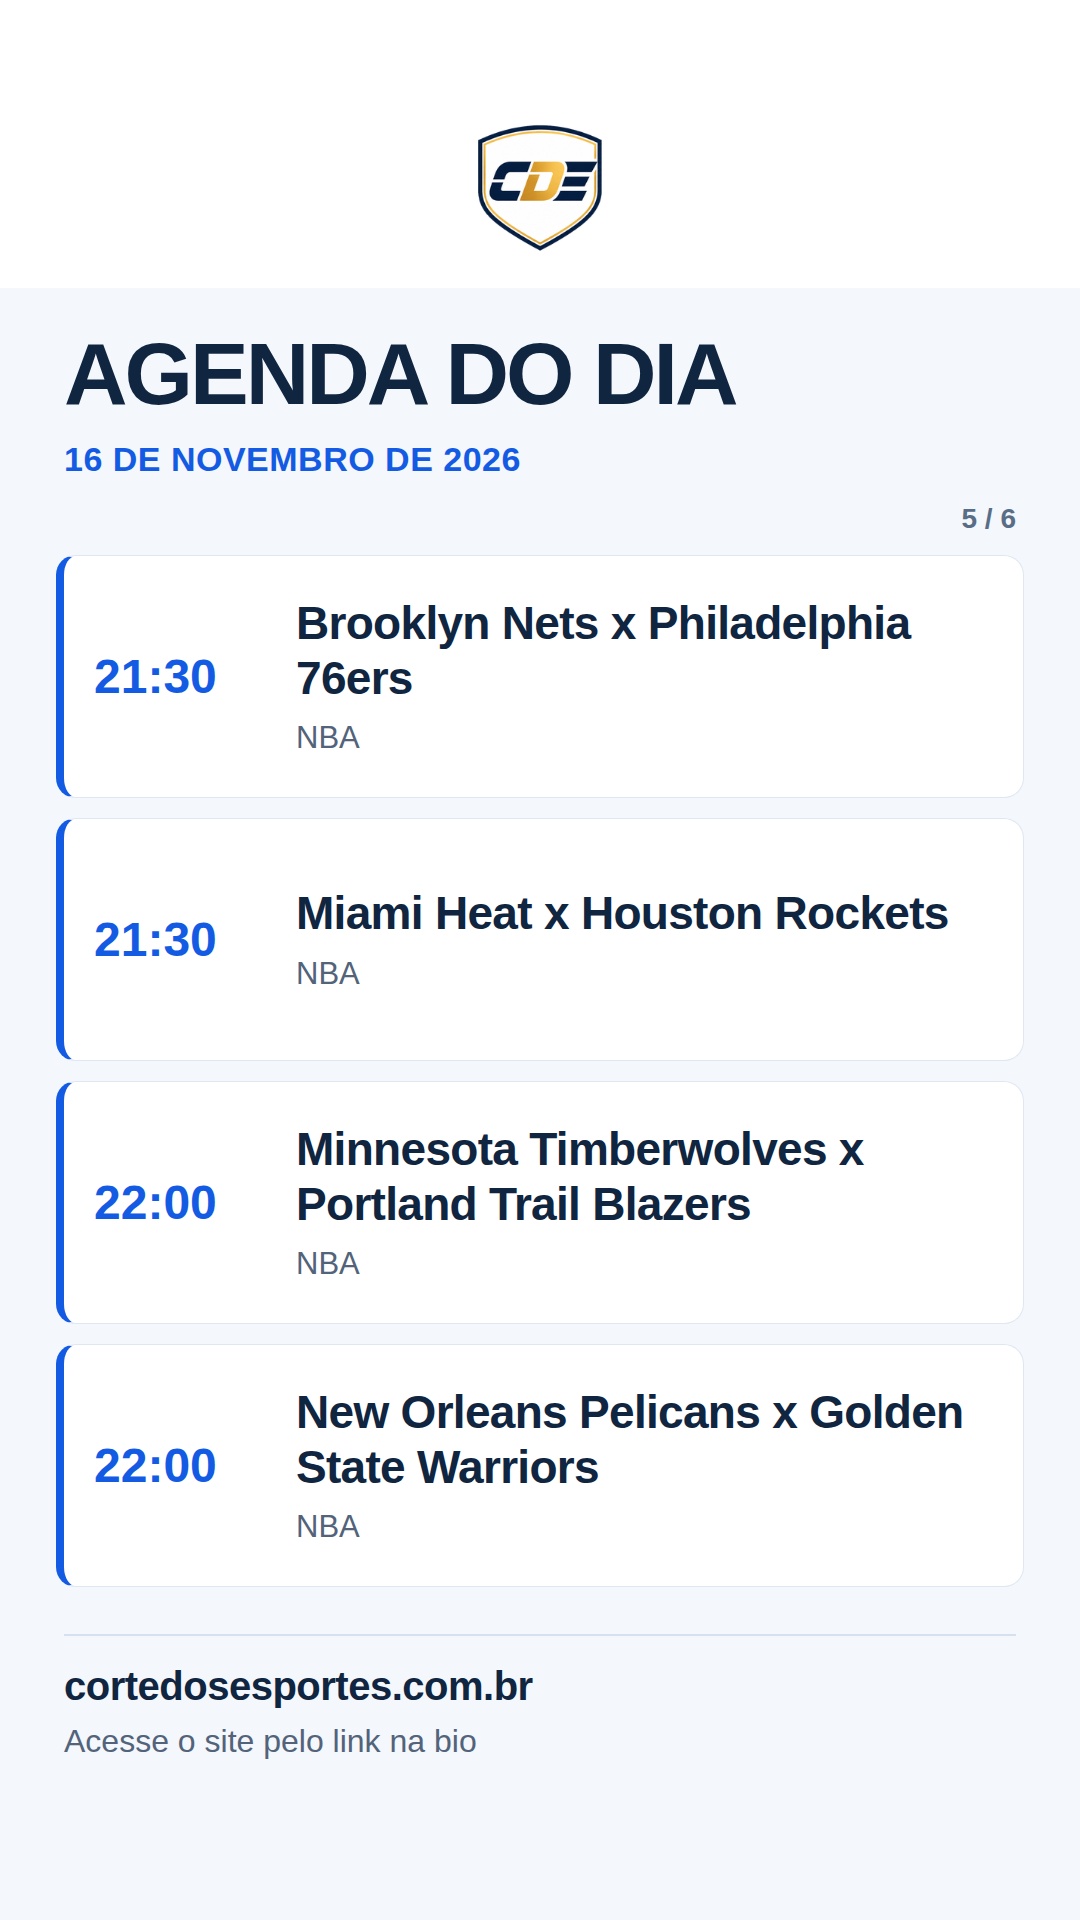 CDE
AGENDA DO DIA
16 DE NOVEMBRO DE 2026
5 / 6
21:30
Brooklyn Nets x Philadelphia
76ers
NBA
21:30
Miami Heat x Houston Rockets
NBA
22:00
Minnesota Timberwolves x
Portland Trail Blazers
NBA
22:00
New Orleans Pelicans x Golden
State Warriors
NBA
cortedosesportes.com.br
Acesse o site pelo link na bio